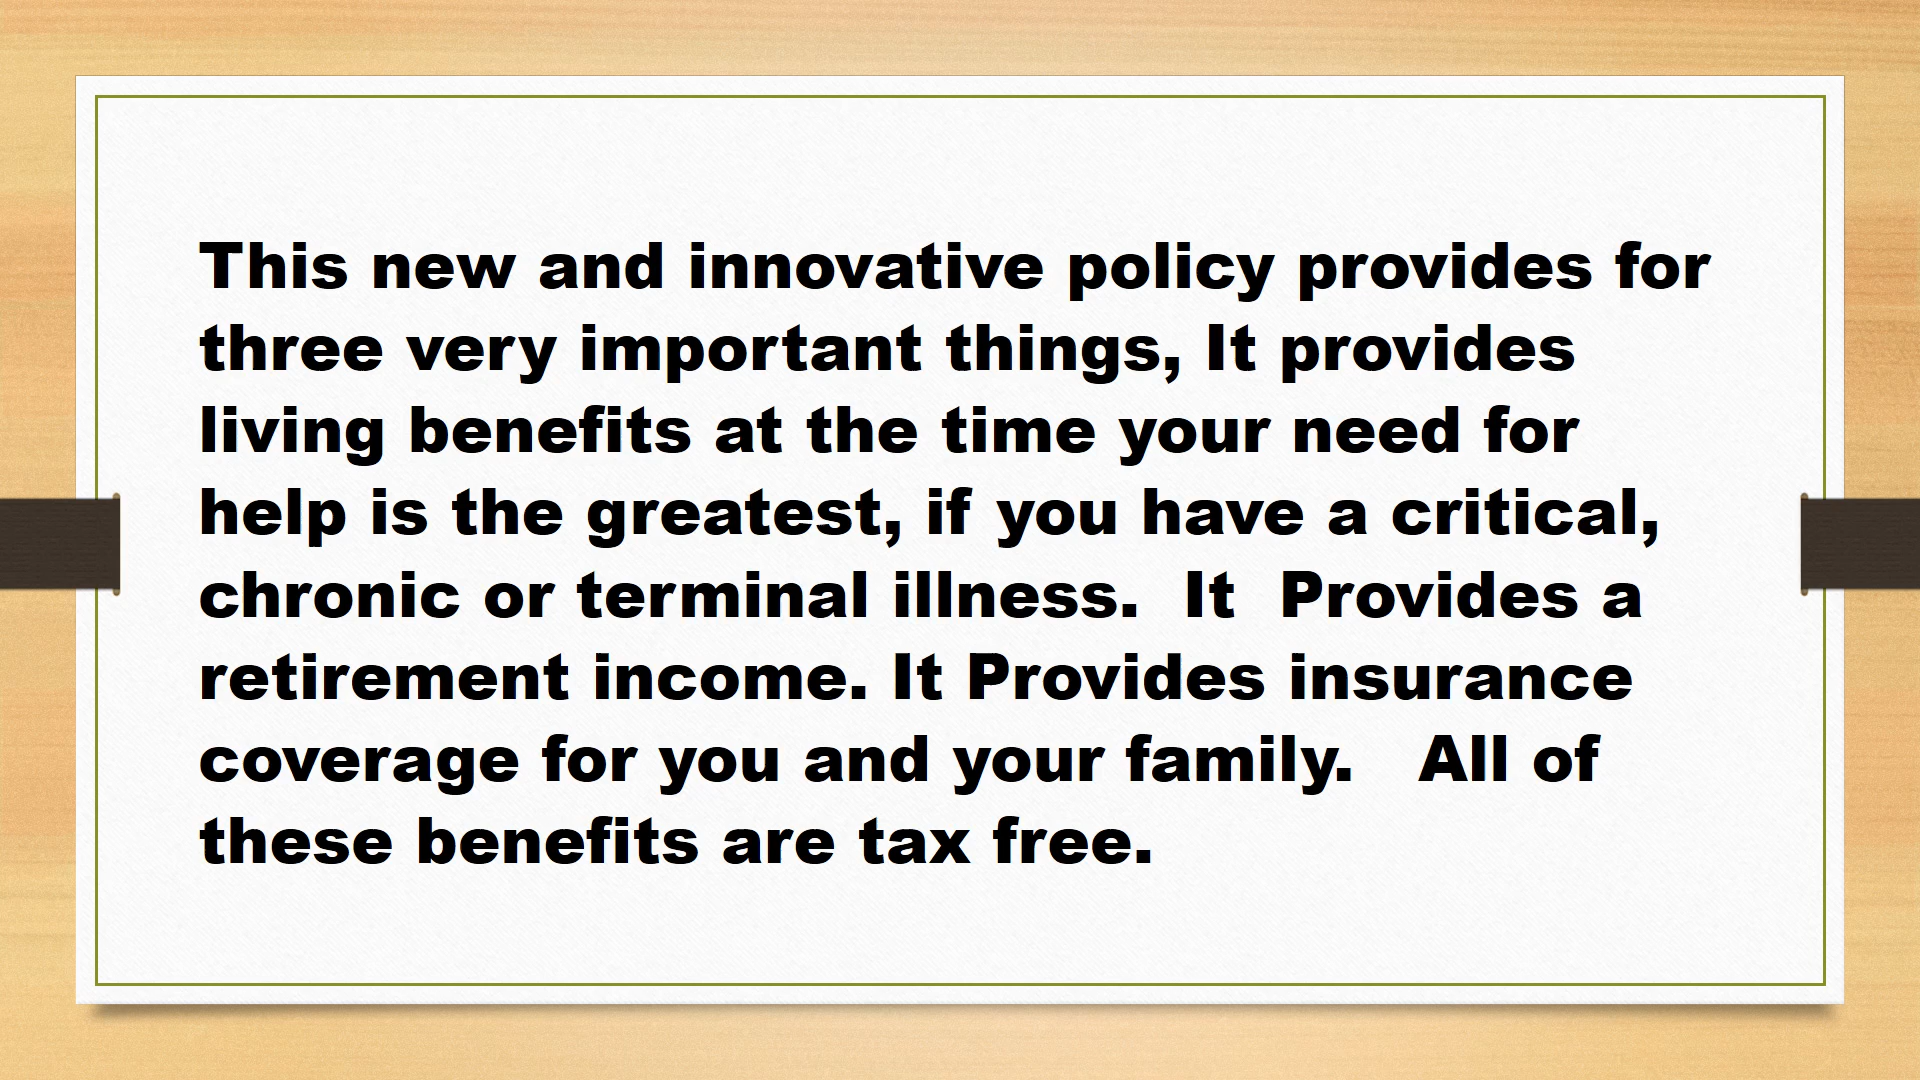 This new and innovative policy provides for
three very important things, It provides
living benefits at the time your need for
help is the greatest, if you have a critical,
chronic or terminal illness.  It  Provides a
retirement income. It Provides insurance
coverage for you and your family.   All of
these benefits are tax free.